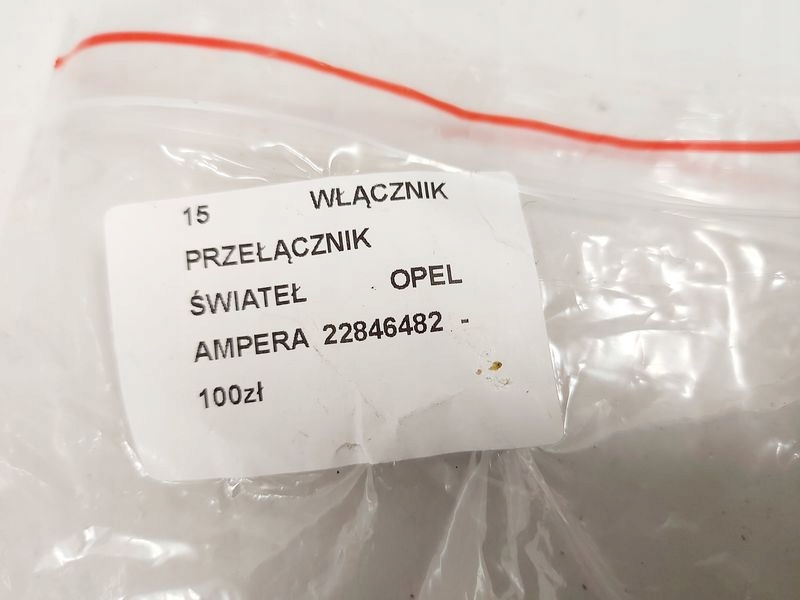 15 WŁĄCZNIK
PRZEŁĄCZNIK
ŚWIATEŁ OPEL
AMPERA 22846482 -
100zł